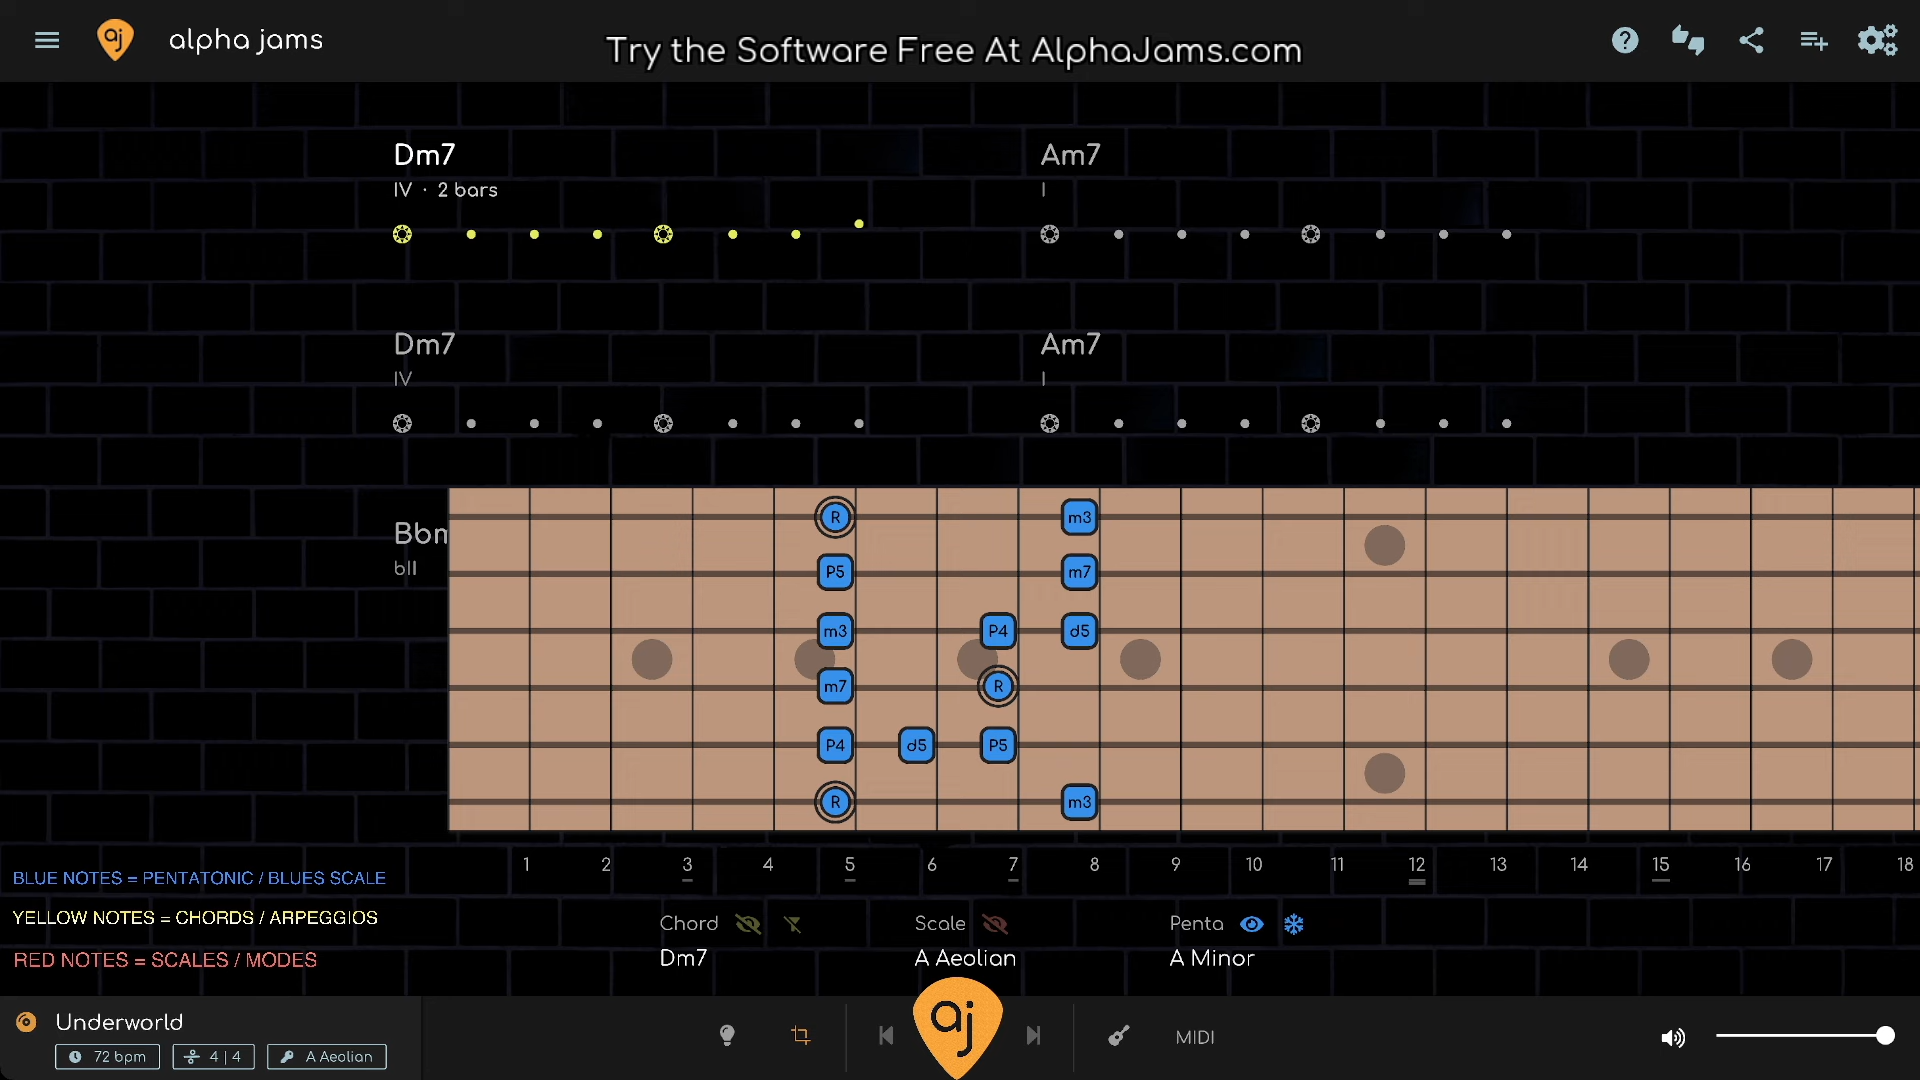 aj alpha jams
Try the Software Free At AlphaJams.com
?
Dm7
IV · 2 bars
Am7
I
Dm7
IV
Am7
I
bII
R m3
P5 m7
m3 P4 d5
m7 R
P4 d5 P5
R m3
1 2 3 4 5 6 7 8 9 10 11 12 13 14 15 16 17 18
BLUE NOTES = PENTATONIC / BLUES SCALE
YELLOW NOTES = CHORDS / ARPEGGIOS
RED NOTES = SCALES / MODES
Chord
Dm7
Scale
A Aeolian
Penta
A Minor
Underworld
72 bpm 4 | 4 A Aeolian
aj
MIDI